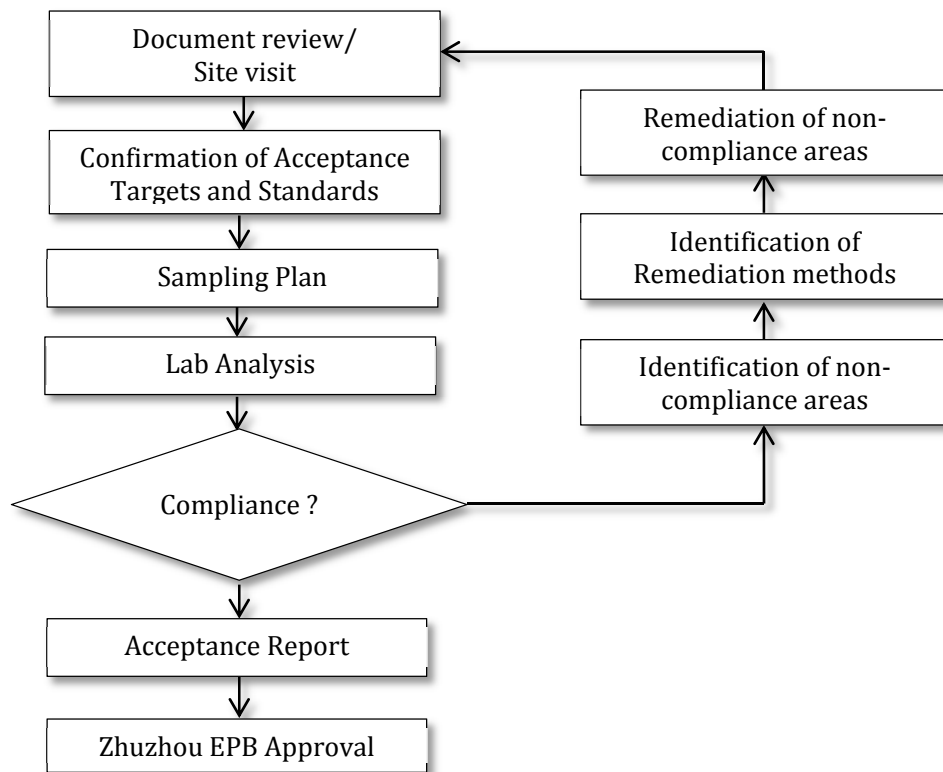 Document review/
Site visit
Confirmation of Acceptance
Targets and Standards
Sampling Plan
Lab Analysis
Compliance ?
Acceptance Report
Zhuzhou EPB Approval
Remediation of non-
compliance areas
Identification of
Remediation methods
Identification of non-
compliance areas